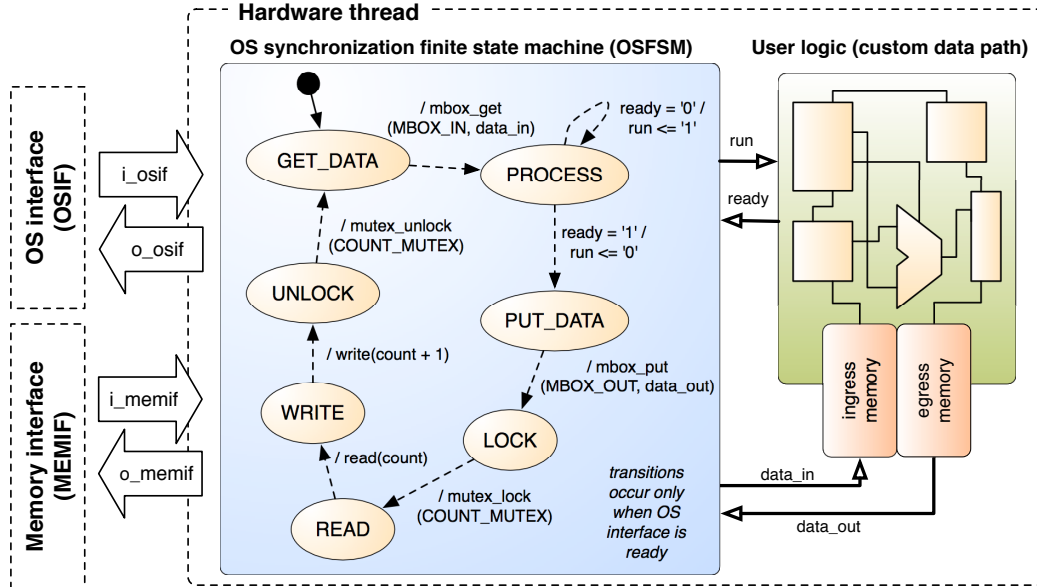 Hardware thread
OS synchronization finite state machine (OSFSM)
User logic (custom data path)
OS interface
(OSIF)
i_osif
o_osif
Memory interface
(MEMIF)
i_memif
o_memif
/ mbox_get
(MBOX_IN, data_in)
ready = '0' /
run <= '1'
GET_DATA
PROCESS
/ mutex_unlock
(COUNT_MUTEX)
ready = '1' /
run <= '0'
UNLOCK
PUT_DATA
/ write(count + 1)
/ mbox_put
(MBOX_OUT, data_out)
WRITE
LOCK
/ read(count)
/ mutex_lock
(COUNT_MUTEX)
READ
transitions
occur only
when OS
interface is
ready
run
ready
ingress
memory
egress
memory
data_in
data_out